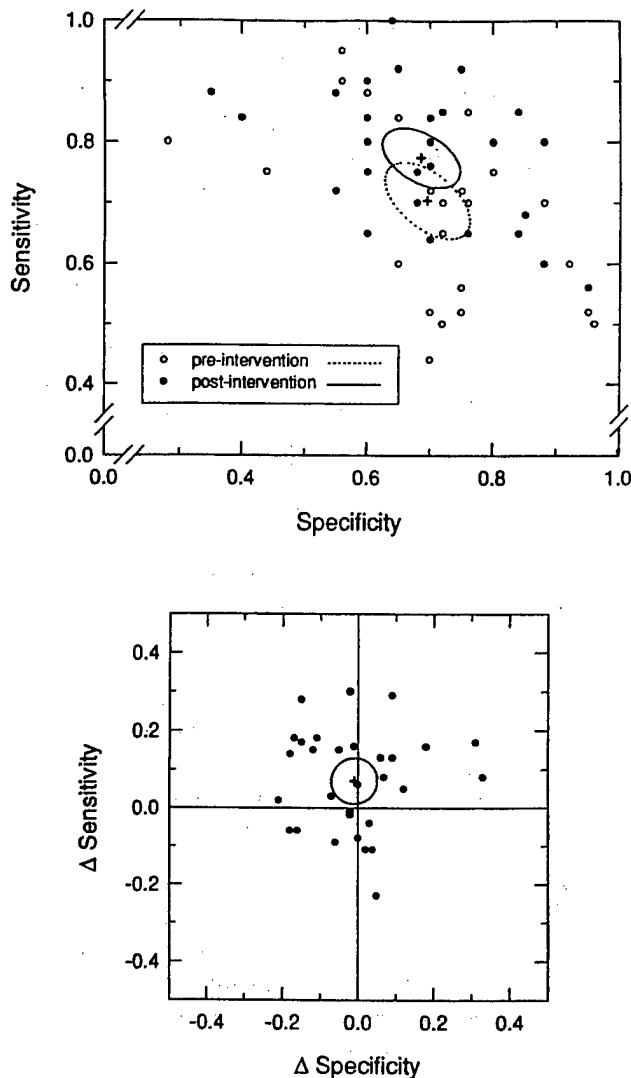 1.0
0.8
0.6
0.4
0.0
Sensitivity
pre-intervention
post-intervention
0.0 0.4 0.6 0.8 1.0
Specificity
0.4
0.2
0.0
-0.2
-0.4
Δ Sensitivity
-0.4 -0.2 0.0 0.2 0.4
Δ Specificity